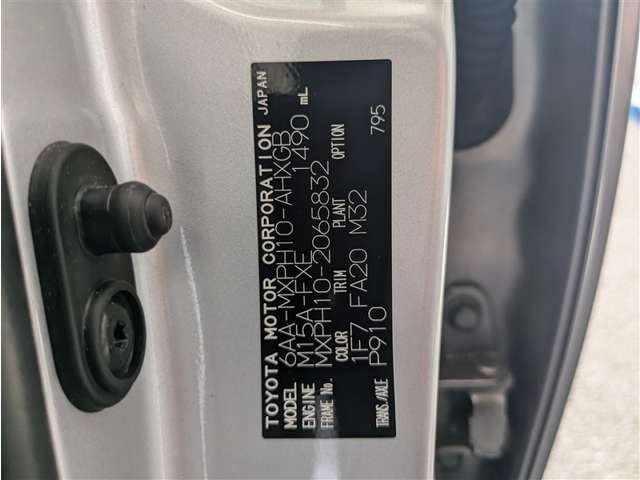 TOYOTA MOTOR CORPORATION JAPAN
MODEL 6AA-MXPH10-AHXGB
ENGINE M15A-FXE 1490 mL
FRAME No. MXPH10-2065832
COLOR TRIM PLANT OPTION
1F7 FA20 M32
TRANS./AXLE P910 795